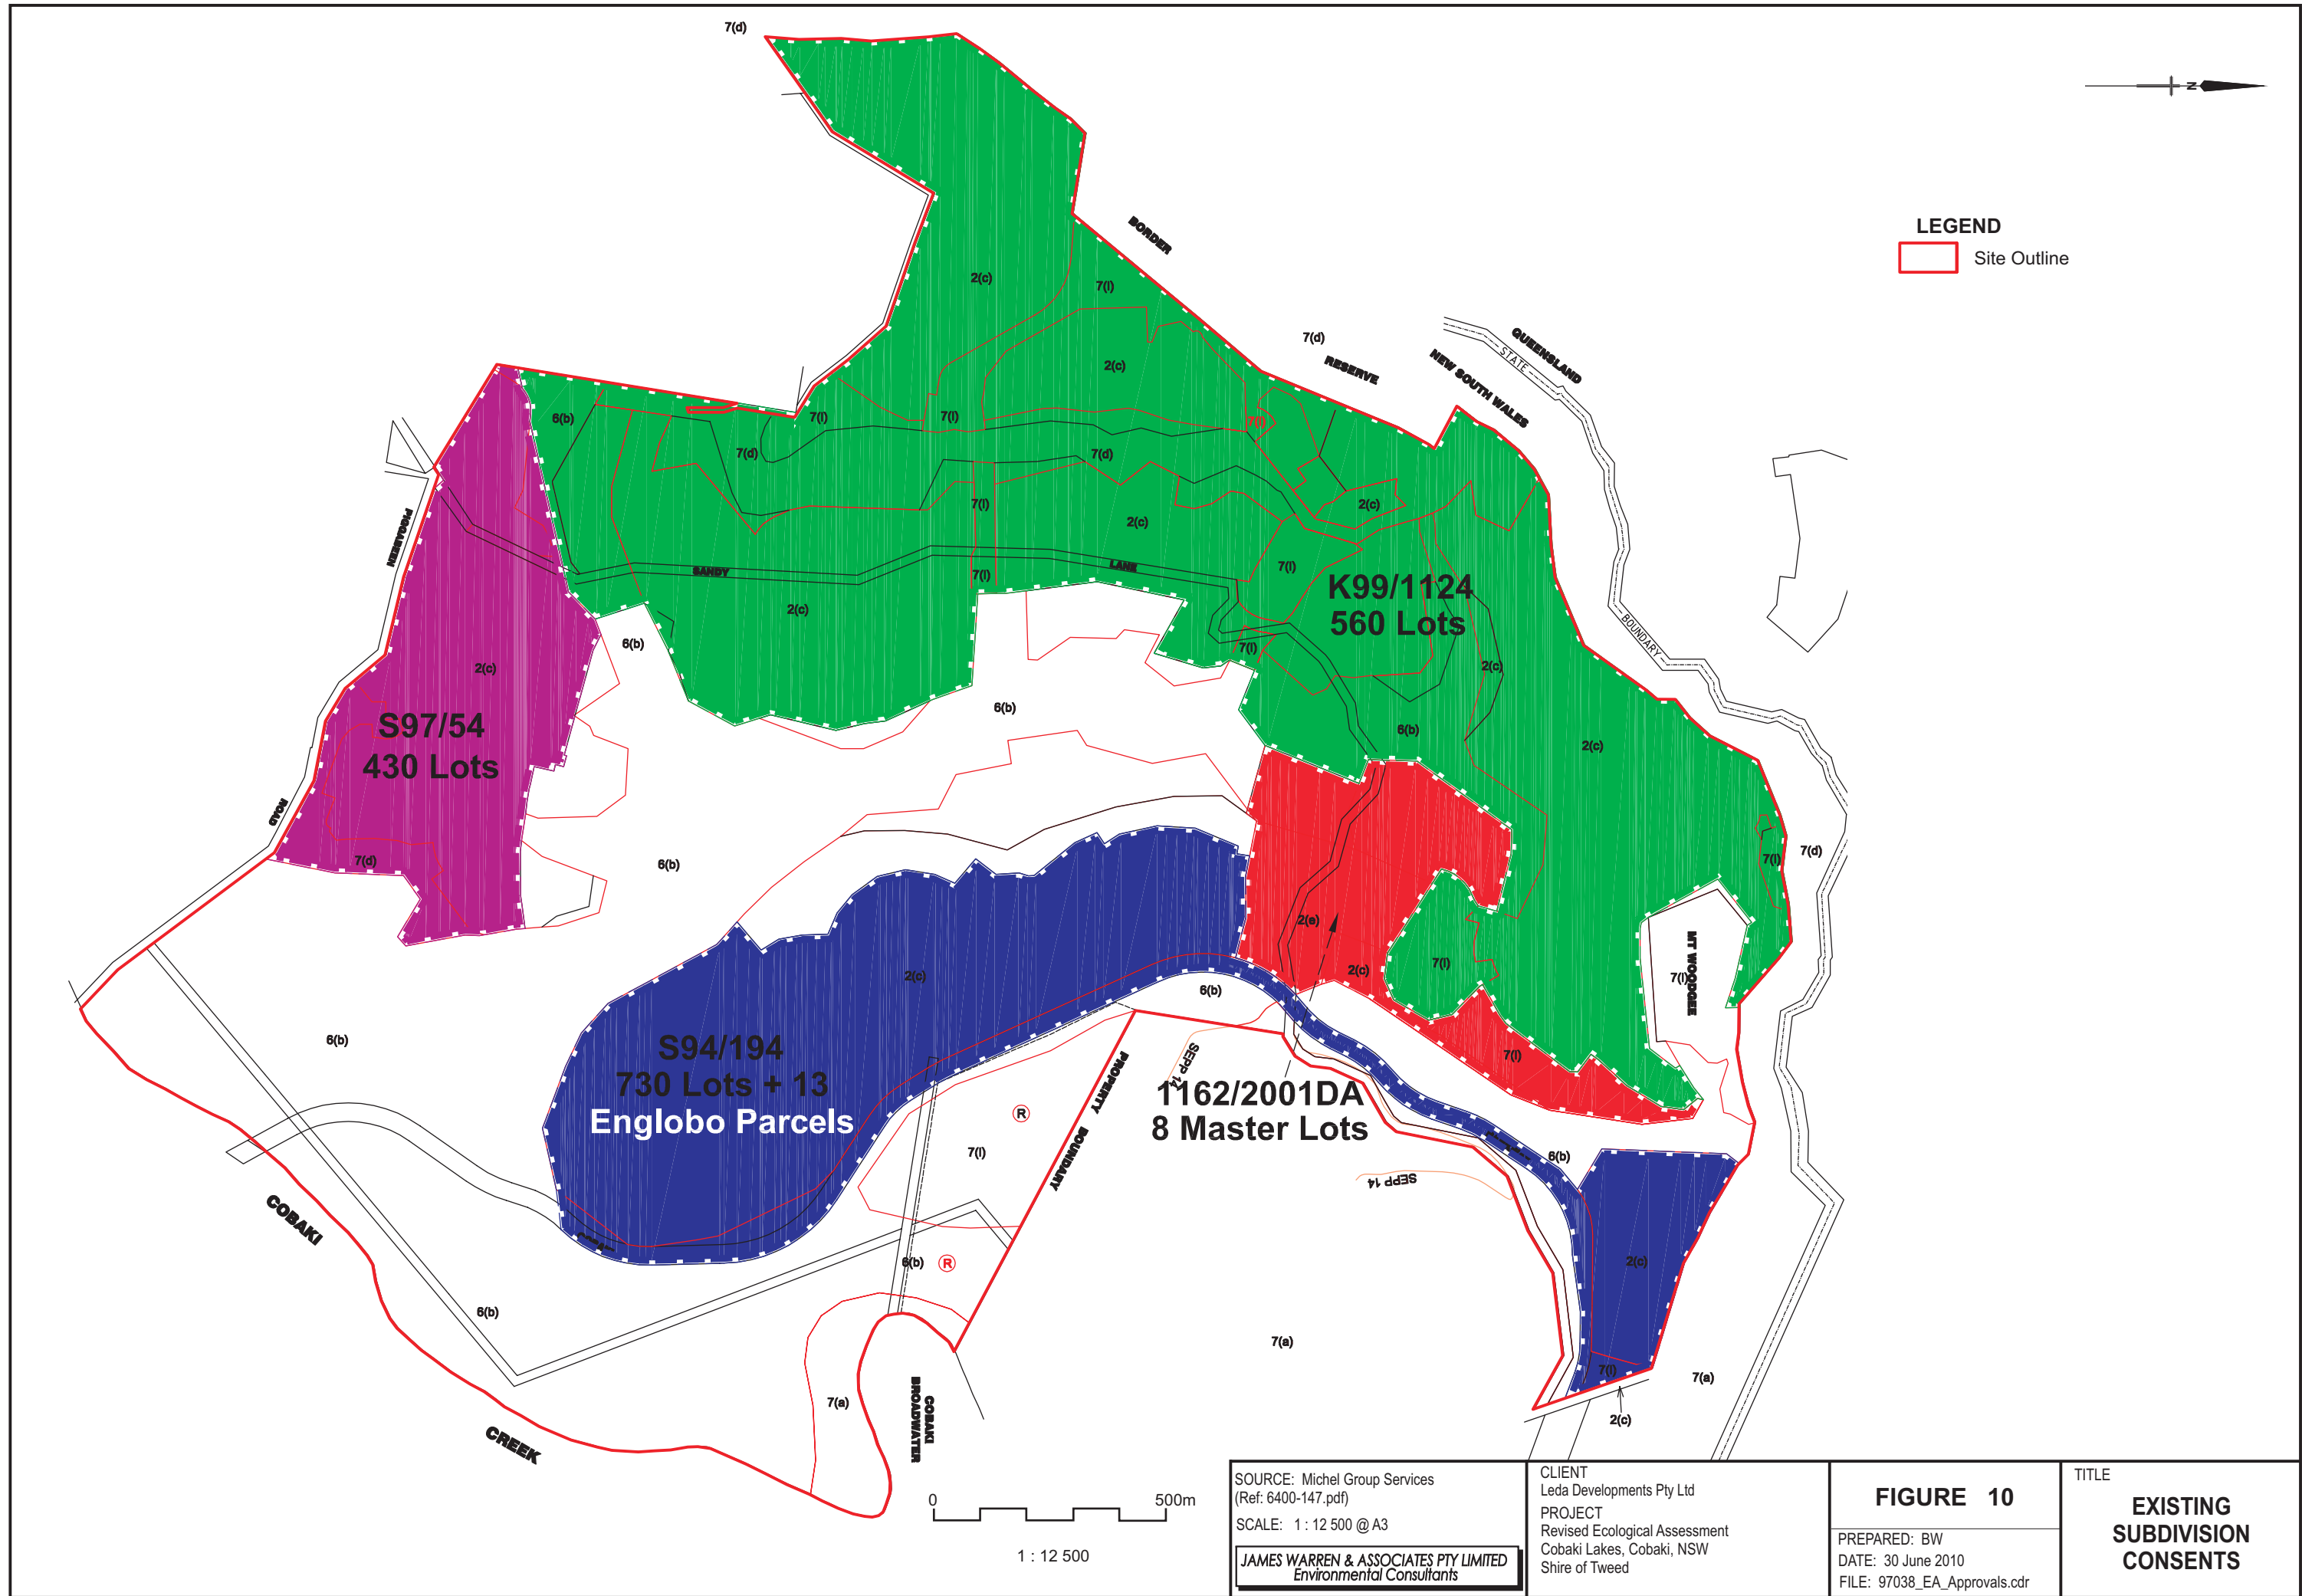 7(d)
N
BORDER
LEGEND
Site Outline
2(c)
7(l)
7(d)
RESERVE
QUEENSLAND
STATE
NEW SOUTH WALES
2(c)
6(b)
7(l)
7(l)
7(l)
7(d)
7(d)
PIGGABEEN
7(l)
2(c)
2(c)
SANDY
LANE
7(l)
7(l)
2(c)
K99/1124
560 Lots
BOUNDARY
6(b)
7(l)
2(c)
2(c)
S97/54
430 Lots
6(b)
6(b)
2(c)
ROAD
7(d)
6(b)
7(l)
7(d)
2(e)
2(c)
7(l)
2(c)
7(l)
MT WOODGEE
6(b)
6(b)
S94/194
730 Lots + 13
Englobo Parcels
SEPP 14
7(l)
PROPERTY BOUNDARY
1162/2001DA
8 Master Lots
R
7(l)
6(b)
SEPP 14
COBAKI
6(b)
R
2(c)
6(b)
7(a)
7(l)
7(a)
2(c)
7(a)
COBAKI
BROADWATER
CREEK
0
500m
1 : 12 500
SOURCE: Michel Group Services
(Ref: 6400-147.pdf)
SCALE: 1 : 12 500 @ A3
JAMES WARREN & ASSOCIATES PTY LIMITED
Environmental Consultants
CLIENT
Leda Developments Pty Ltd
PROJECT
Revised Ecological Assessment
Cobaki Lakes, Cobaki, NSW
Shire of Tweed
FIGURE 10
PREPARED: BW
DATE: 30 June 2010
FILE: 97038_EA_Approvals.cdr
TITLE
EXISTING
SUBDIVISION
CONSENTS